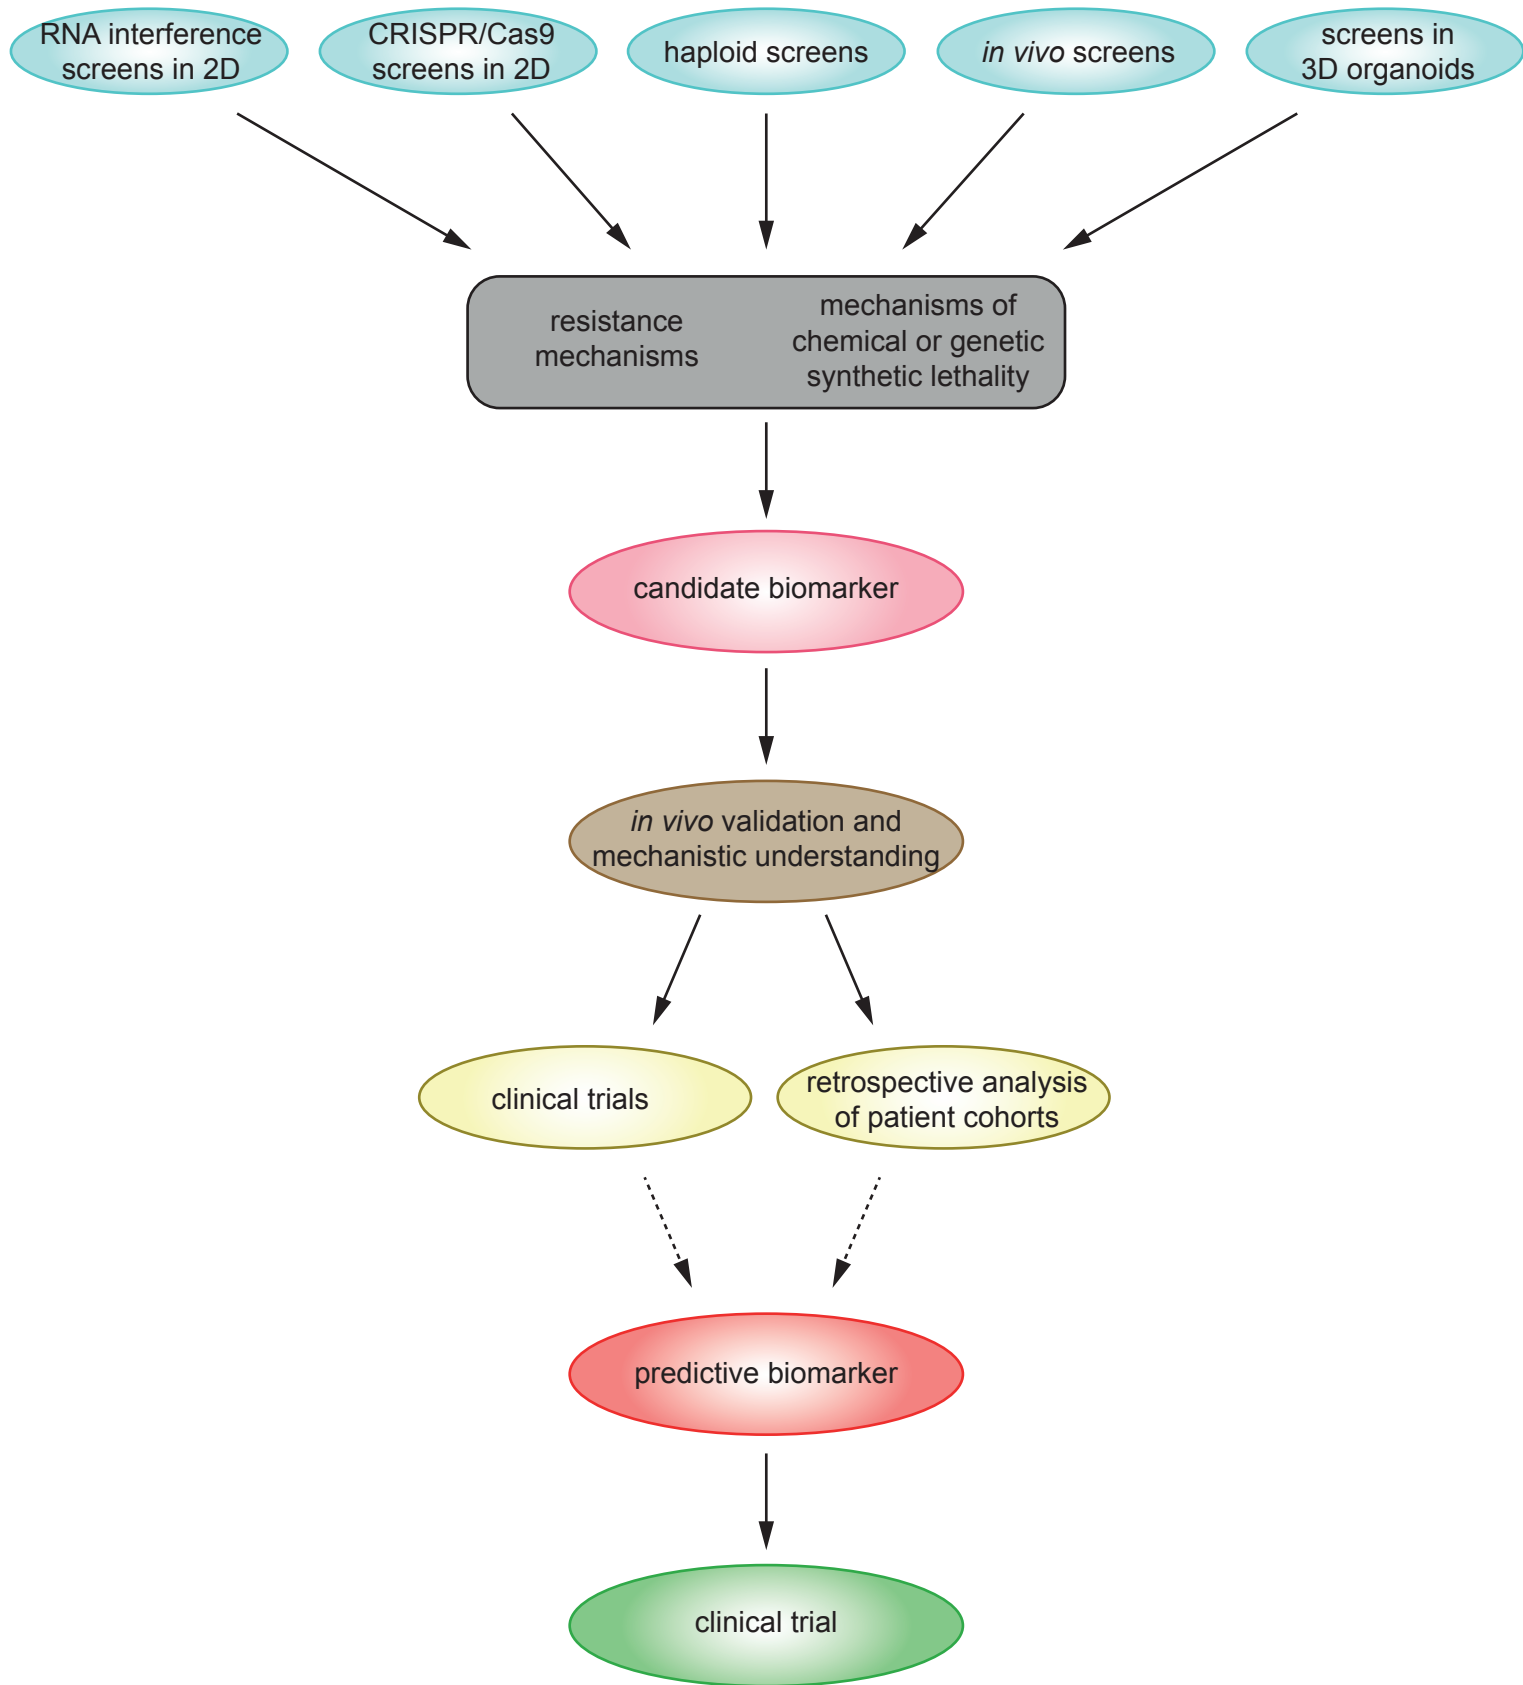 RNA interference
screens in 2D
CRISPR/Cas9
screens in 2D
haploid screens
in vivo screens
screens in
3D organoids
resistance
mechanisms
mechanisms of
chemical or genetic
synthetic lethality
candidate biomarker
in vivo validation and
mechanistic understanding
clinical trials
retrospective analysis
of patient cohorts
predictive biomarker
clinical trial